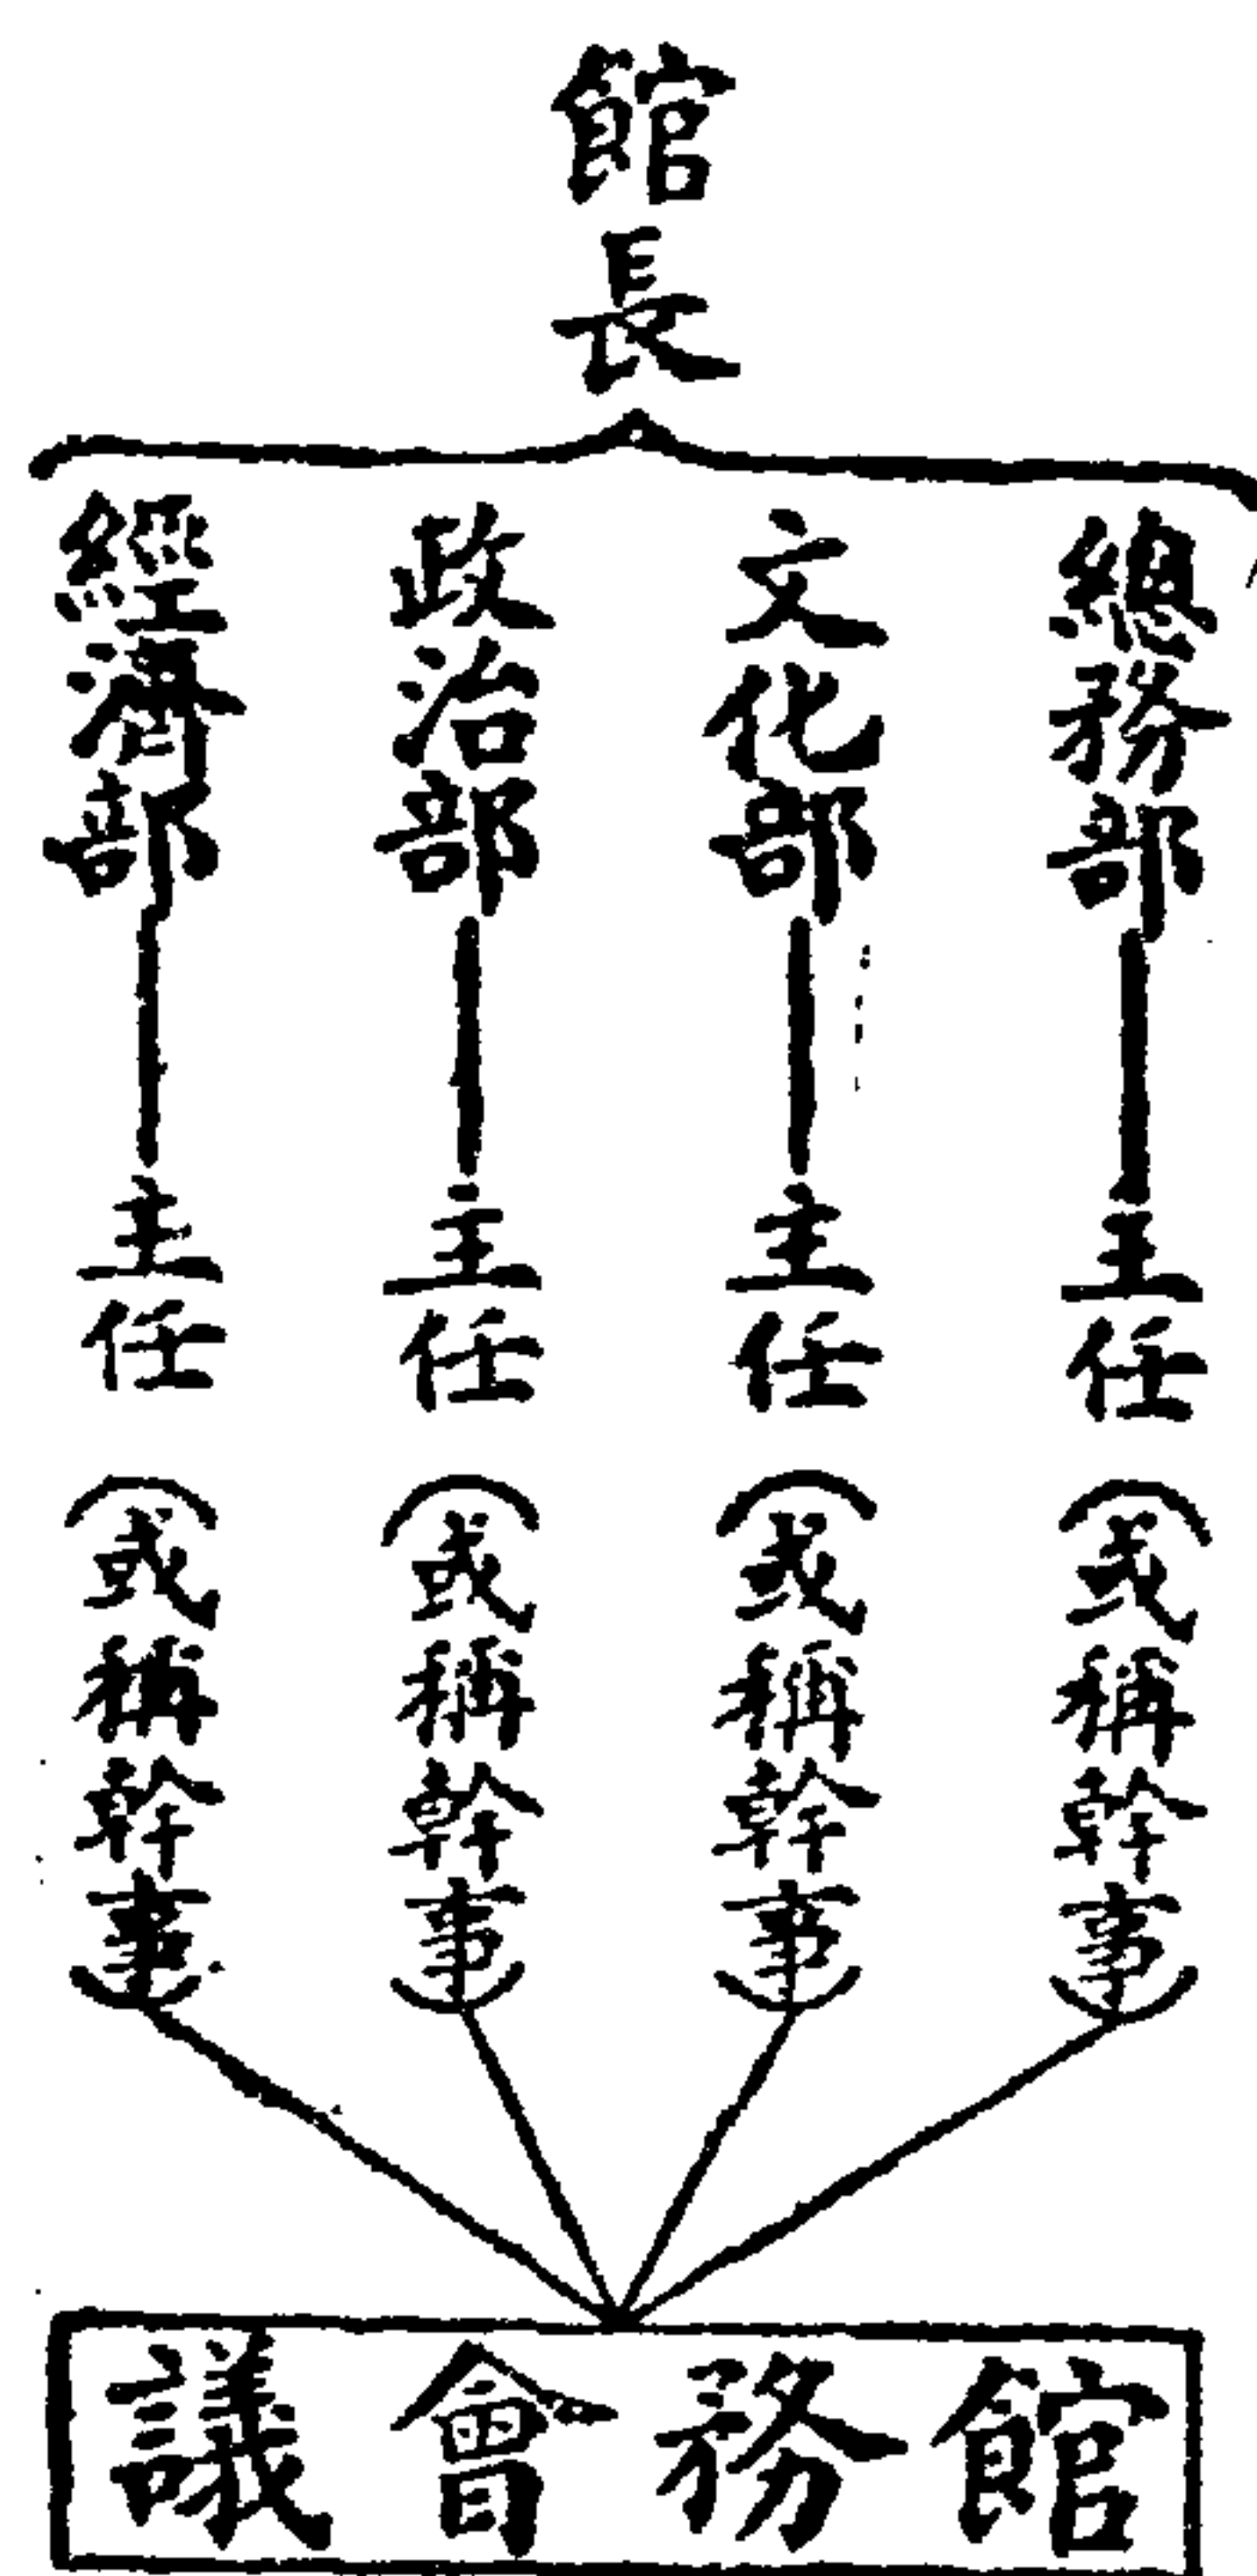 館長
總務部
主任
(或稱幹事)
文化部
主任
(或稱幹事)
政治部
主任
(或稱幹事)
經濟部
主任
(或稱幹事)
館務會議